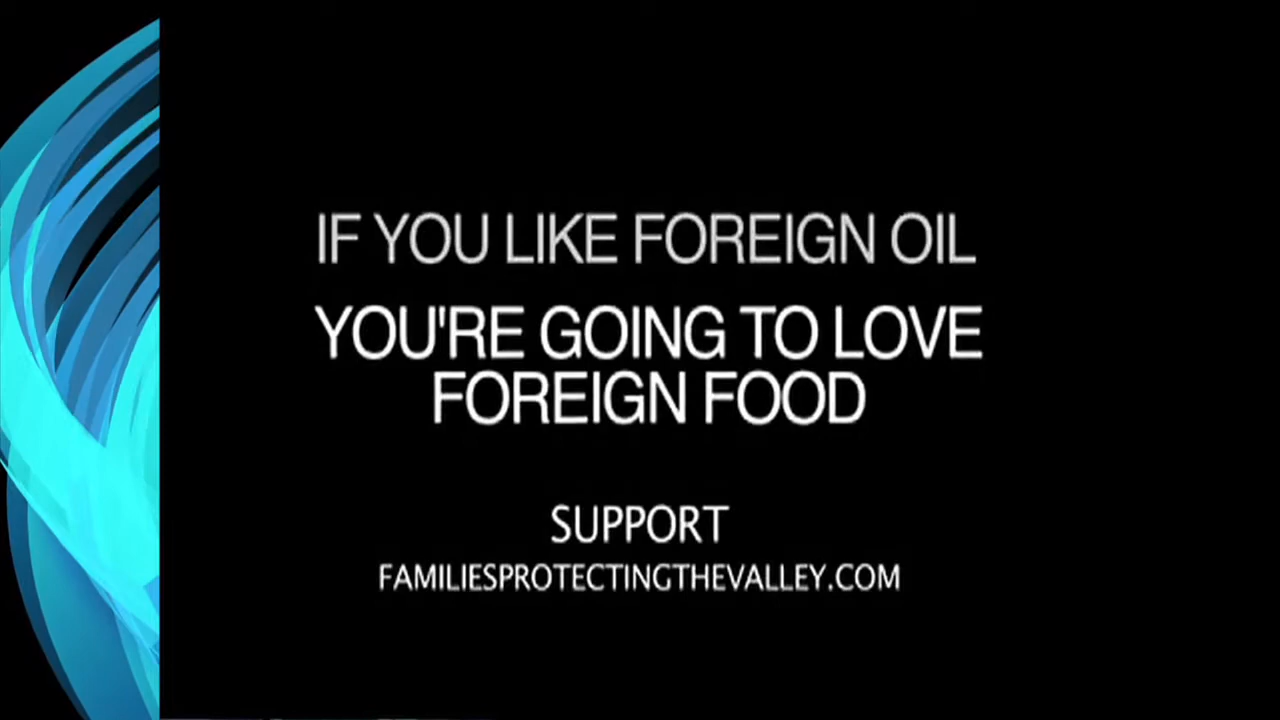 IF YOU LIKE FOREIGN OIL
YOU'RE GOING TO LOVE
FOREIGN FOOD
SUPPORT
FAMILIESPROTECTINGTHEVALLEY.COM